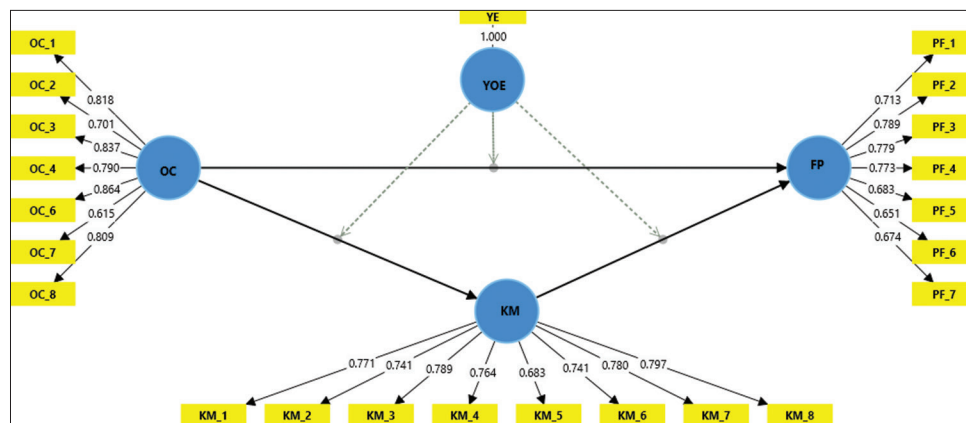 YE
1.000
YOE
OC_1
OC_2
OC_3
OC_4
OC_6
OC_7
OC_8
0.818
0.701
0.837
0.790
0.864
0.615
0.809
OC
FP
PF_1
PF_2
PF_3
PF_4
PF_5
PF_6
PF_7
0.713
0.789
0.779
0.773
0.683
0.651
0.674
KM
0.771
0.741
0.789
0.764
0.683
0.741
0.780
0.797
KM_1
KM_2
KM_3
KM_4
KM_5
KM_6
KM_7
KM_8